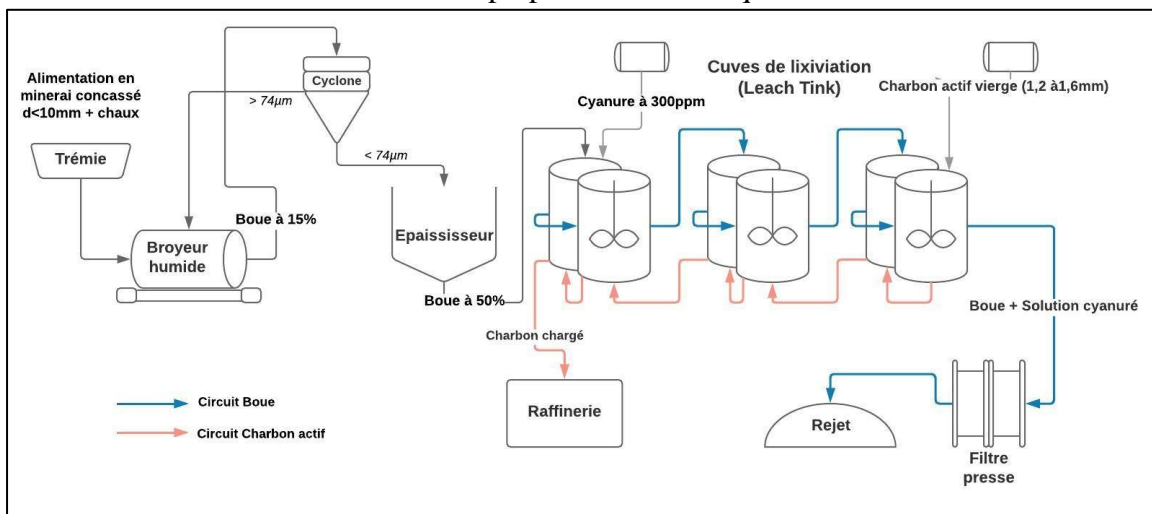 Alimentation en
minerai concassé
d<10mm + chaux
Trémie
Broyeur
humide
Boue à 15%
> 74µm
Cyclone
< 74µm
Epaississeur
Boue à 50%
Cyanure à 300ppm
Cuves de lixiviation
(Leach Tink)
Charbon actif vierge (1,2 à1,6mm)
Charbon chargé
Raffinerie
Boue + Solution cyanuré
Rejet
Filtre
presse
Circuit Boue
Circuit Charbon actif